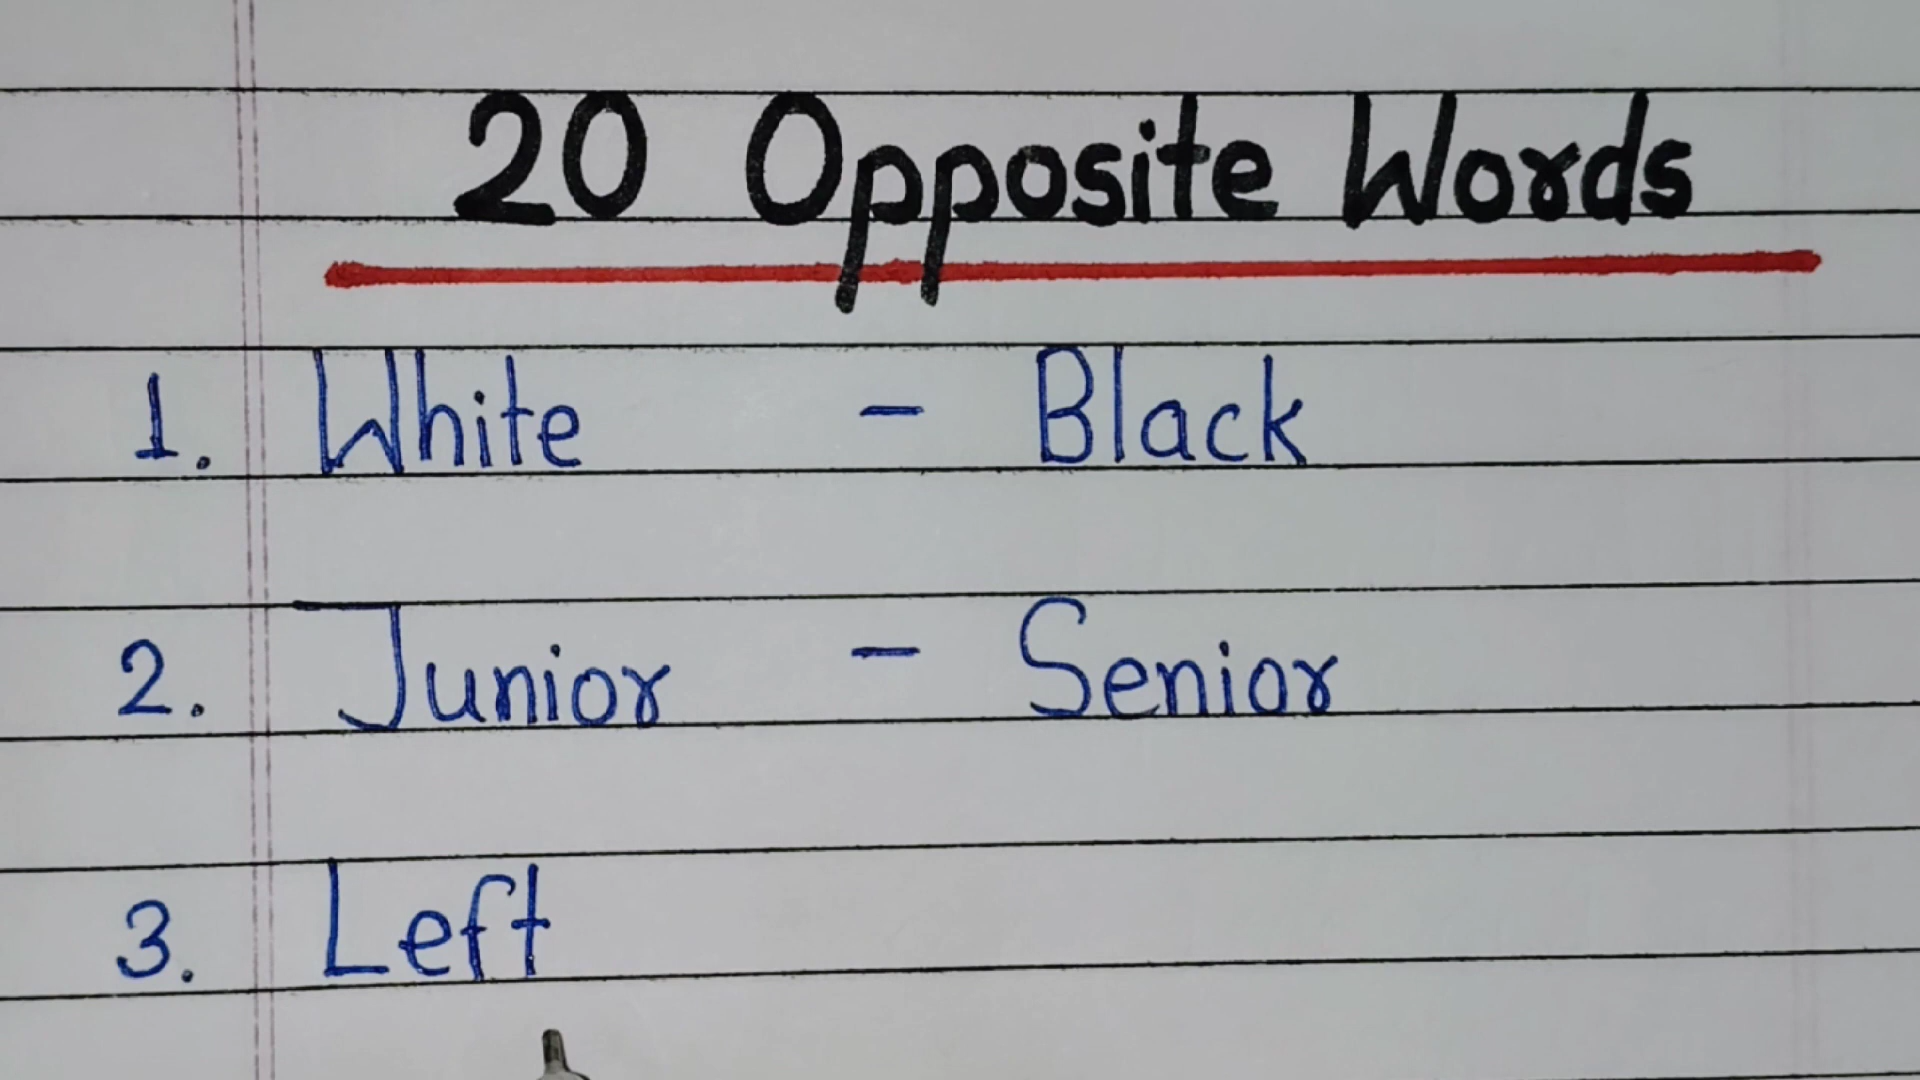 20 Opposite Words
1. White - Black
2. Junior - Senior
3. Left